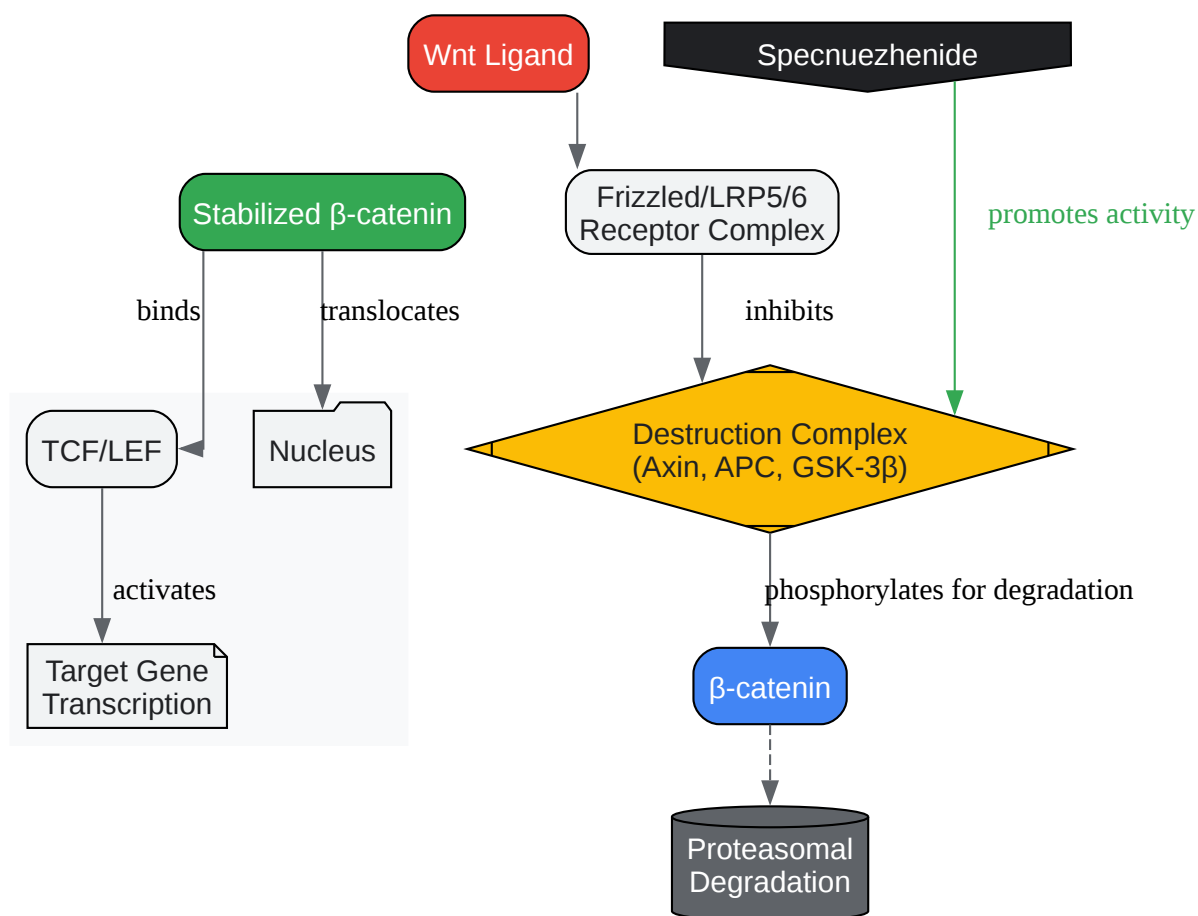 Wnt Ligand
Specnuezhenide
Stabilized β-catenin
Frizzled/LRP5/6
Receptor Complex
promotes activity
binds
translocates
inhibits
TCF/LEF
Nucleus
Destruction Complex
(Axin, APC, GSK-3β)
activates
phosphorylates for degradation
Target Gene
Transcription
β-catenin
Proteasomal
Degradation